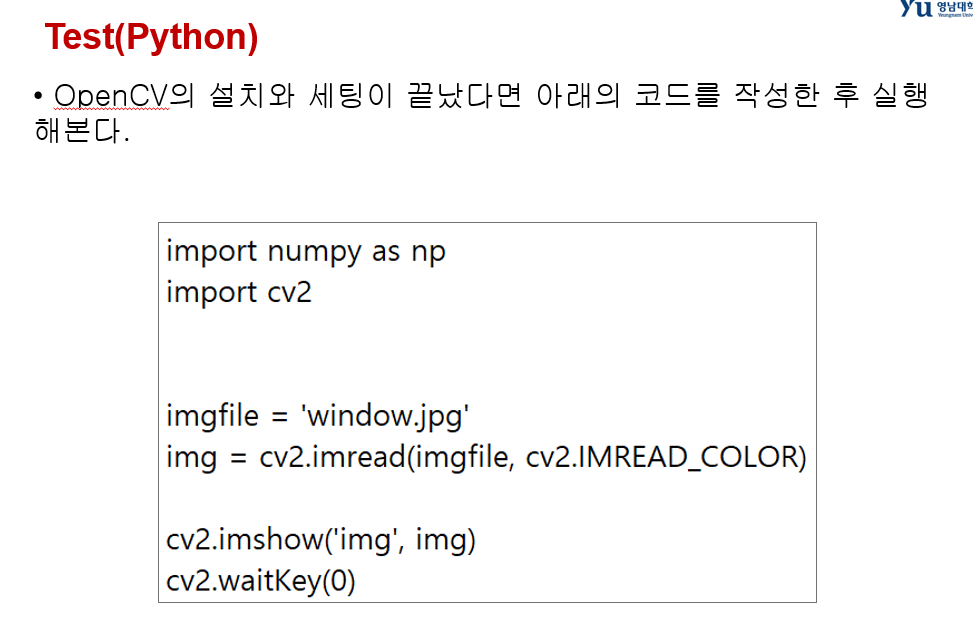 yu 영남대학
Yeungnam Univ
Test(Python)
• OpenCV의 설치와 세팅이 끝났다면 아래의 코드를 작성한 후 실행
해본다.
import numpy as np
import cv2
imgfile = 'window.jpg'
img = cv2.imread(imgfile, cv2.IMREAD_COLOR)
cv2.imshow('img', img)
cv2.waitKey(0)